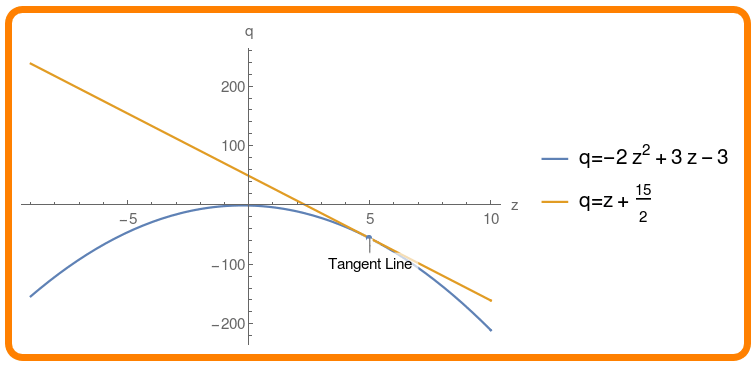 q
200
100
-5
5
10
z
-100
-200
Tangent Line
q=-2 z² + 3 z - 3
q=z + 15/2